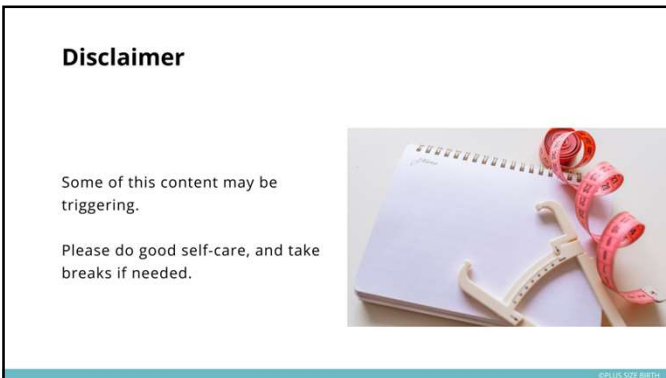 Disclaimer
Some of this content may be
triggering.
Please do good self-care, and take
breaks if needed.
©PLUS SIZE BIRTH